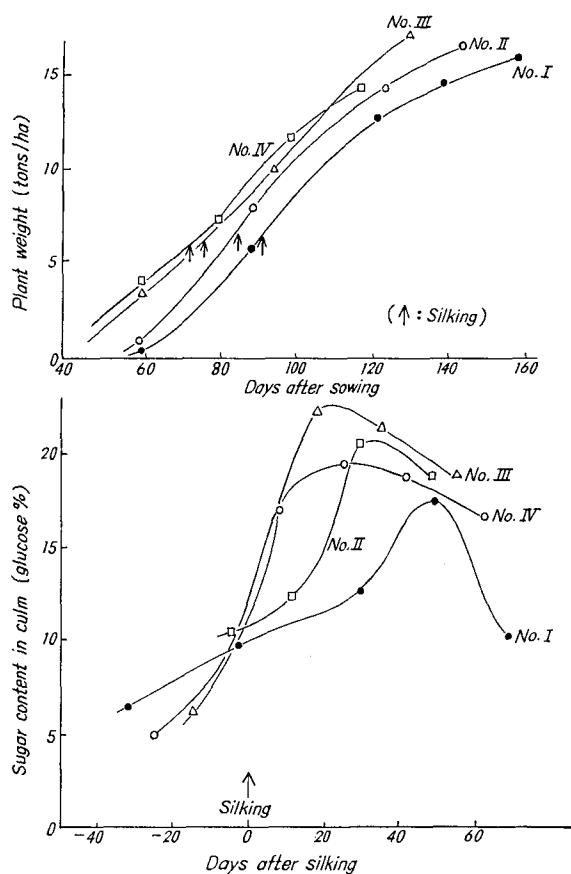 No. III
No. II
No. I
No. IV
15
10
5
0
Plant weight (tons/ha)
(↑: Silking)
40 60 80 100 120 140 160
Days after sowing
20
15
10
5
0
Sugar content in culm (glucose %)
No. III
No. IV
No. II
No. I
Silking
-40 -20 0 20 40 60
Days after silking